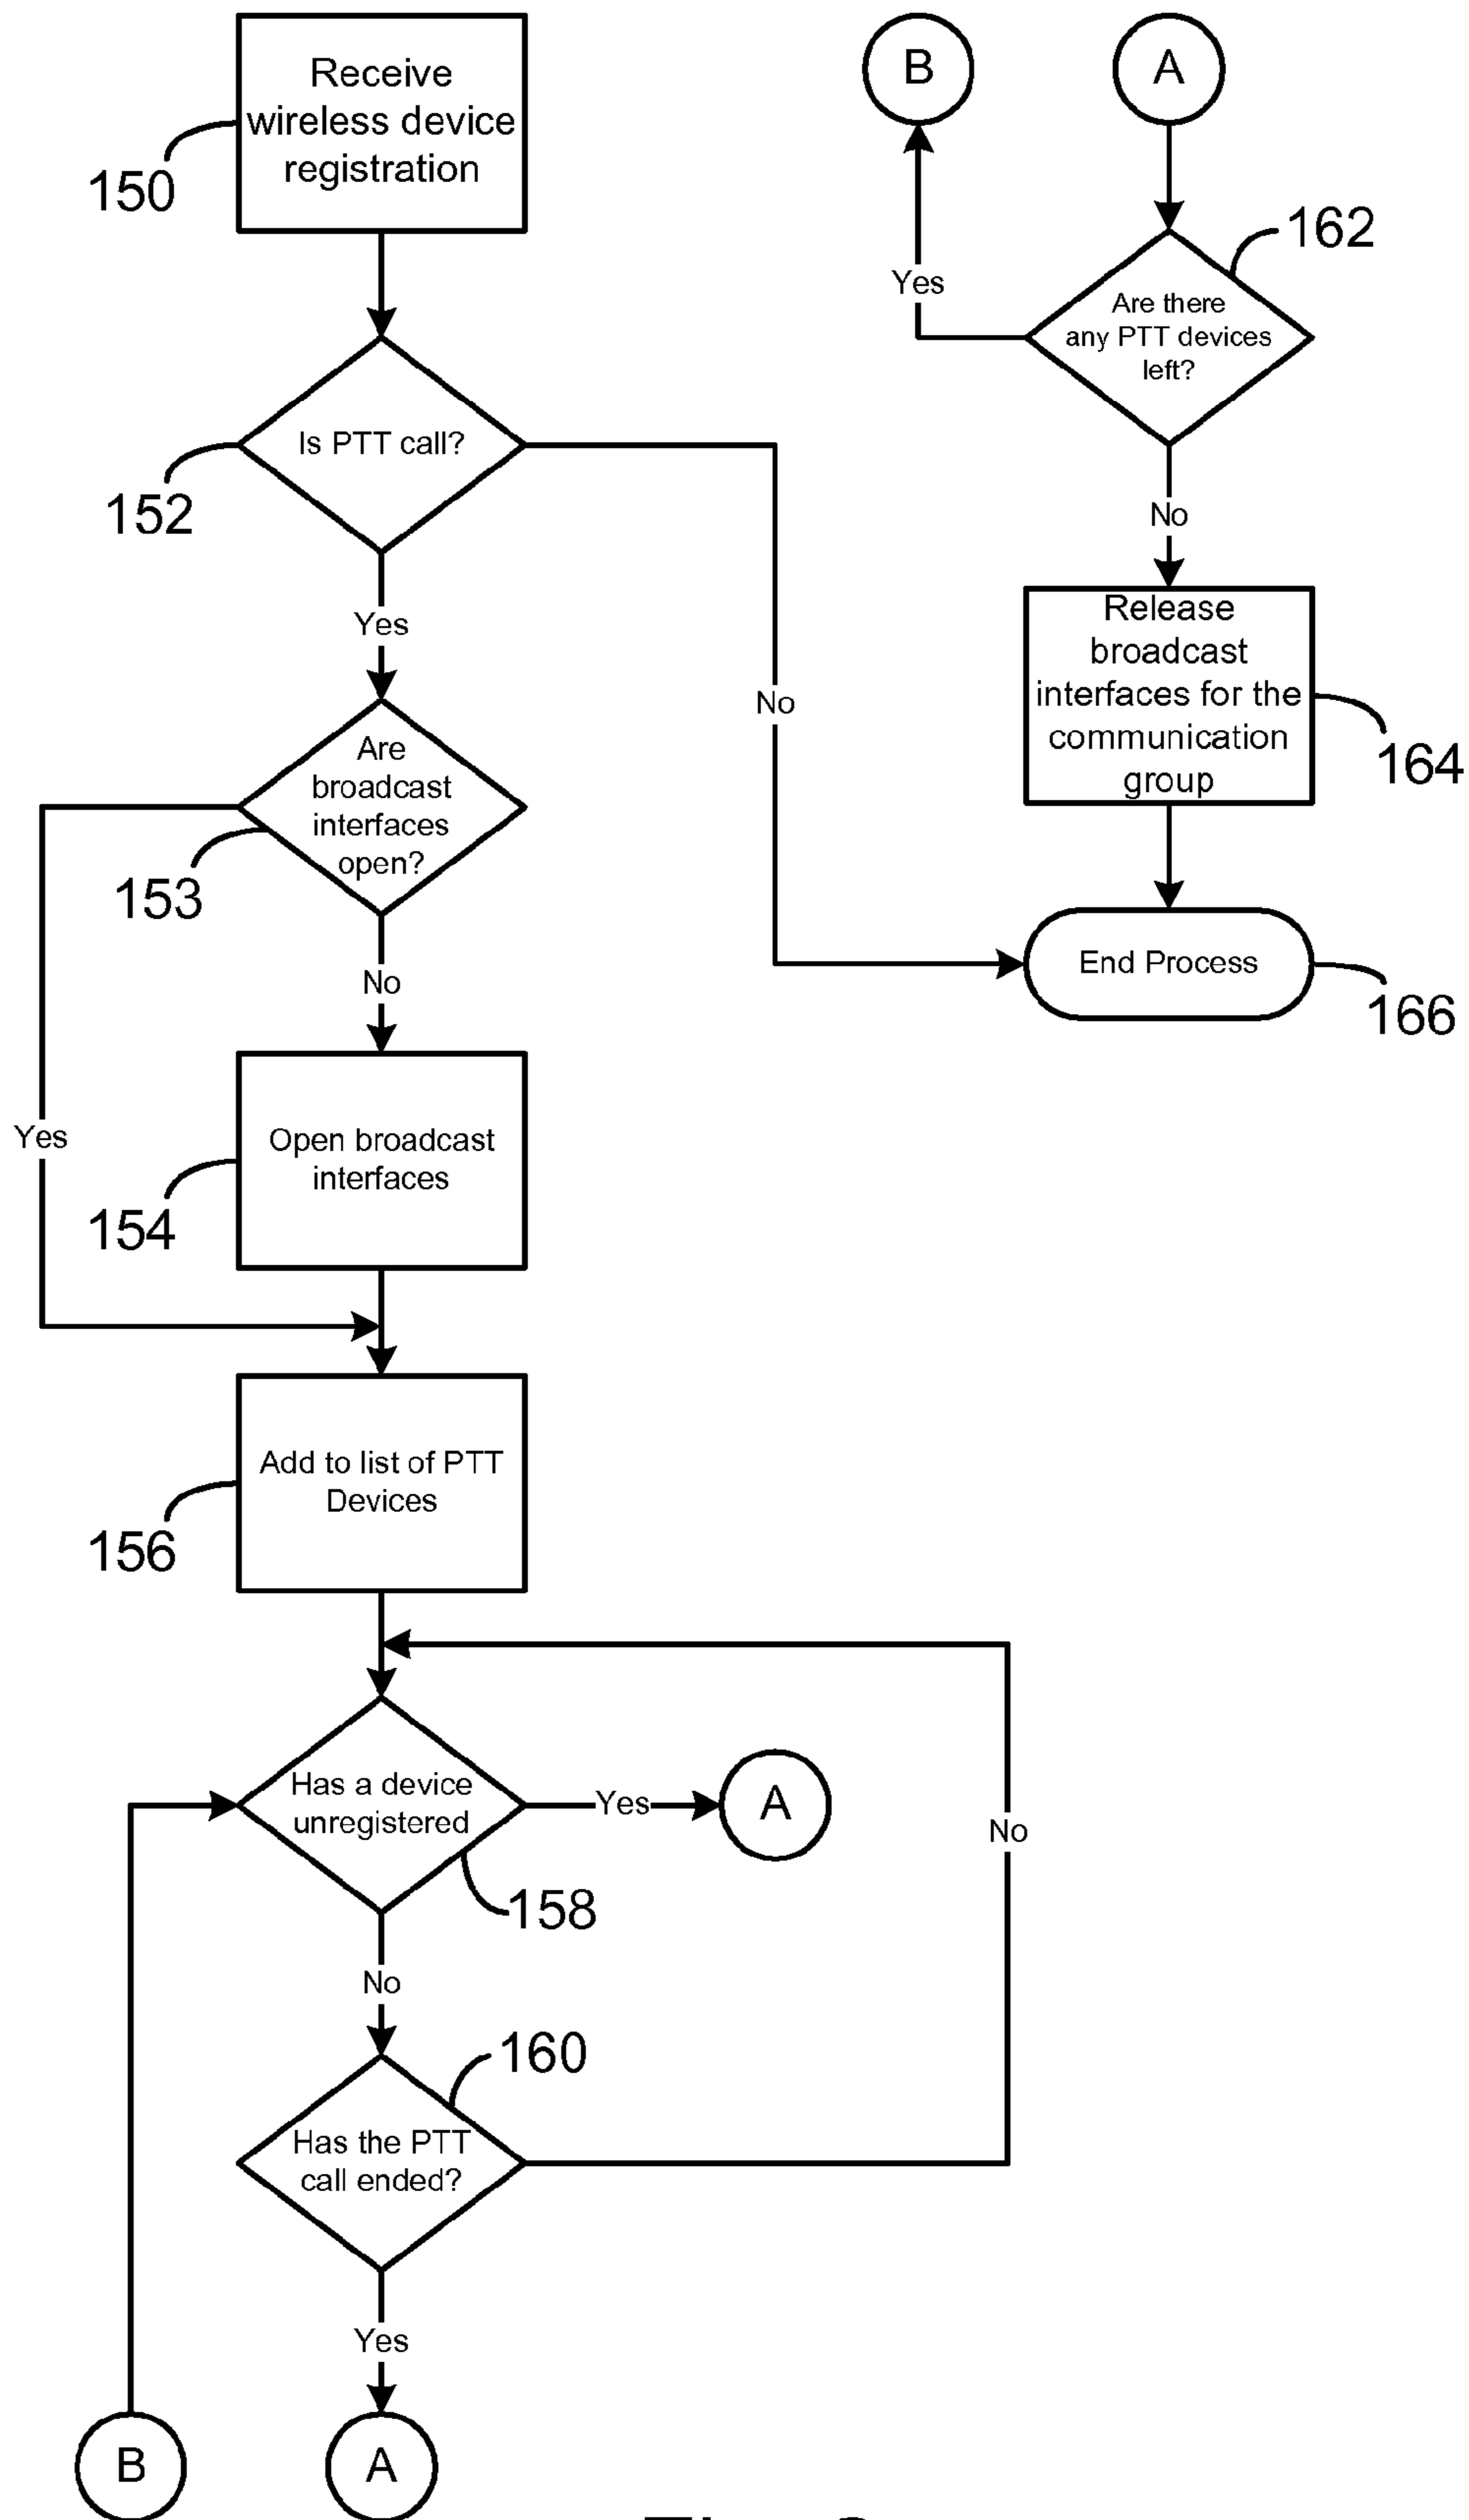 Receive
wireless device
registration
150
Is PTT call?
152
Yes
No
Are
broadcast
interfaces
open?
153
No
Yes
Open broadcast
interfaces
154
Add to list of PTT
Devices
156
Has a device
unregistered
Yes
A
158
No
No
160
Has the PTT
call ended?
Yes
B
A
B
A
162
Yes
Are there
any PTT devices
left?
No
Release
broadcast
interfaces for the
communication
group
164
End Process
166